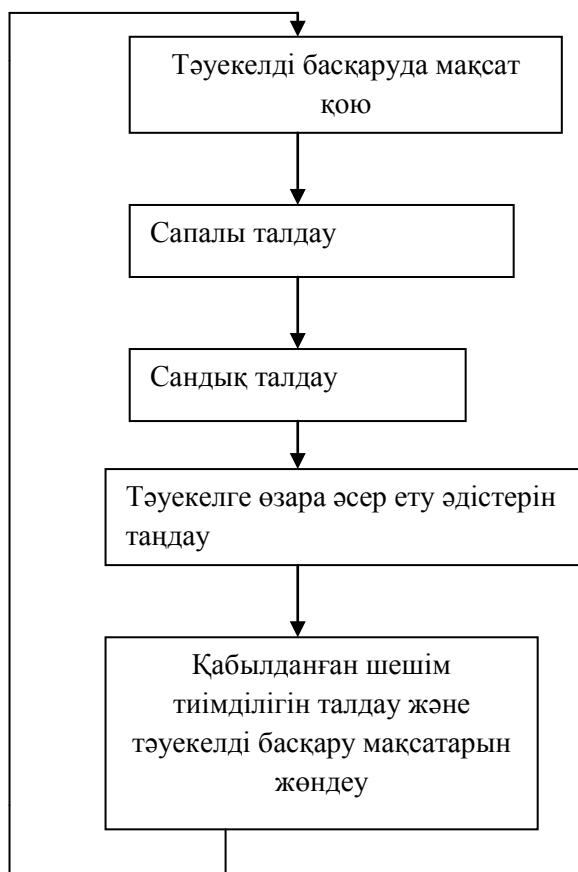 Тәуекелді басқаруда мақсат
қою
Сапалы талдау
Сандық талдау
Тәуекелге өзара әсер ету әдістерін
таңдау
Қабылданған шешім
тиімділігін талдау және
тәуекелді басқару мақсатарын
жөндеу